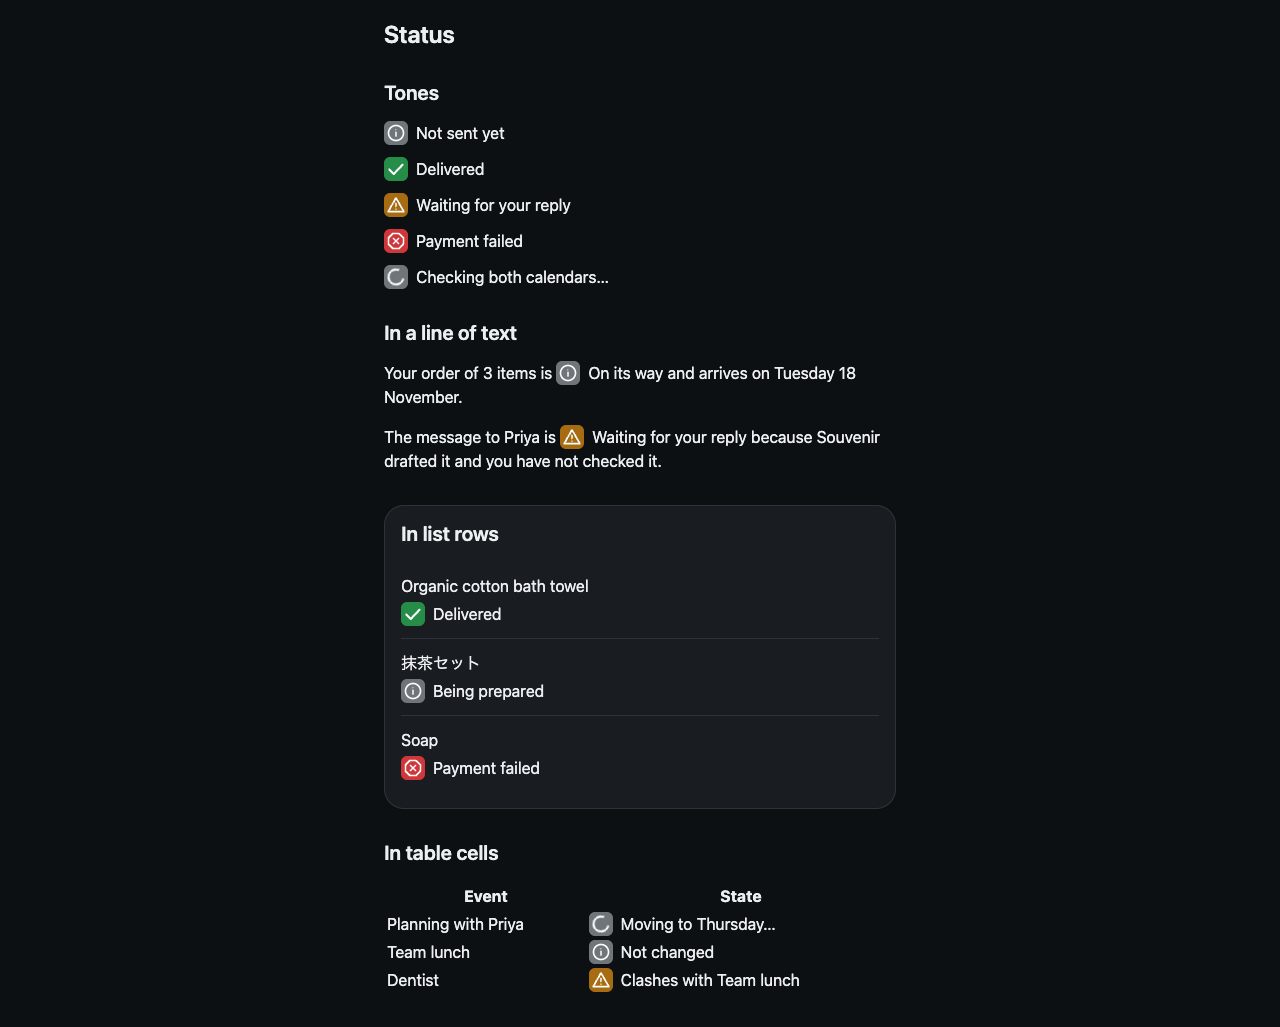 Status
Tones
Not sent yet
Delivered
Waiting for your reply
Payment failed
Checking both calendars...
In a line of text
Your order of 3 items is On its way and arrives on Tuesday 18
November.
The message to Priya is Waiting for your reply because Souvenir
drafted it and you have not checked it.
In list rows
Organic cotton bath towel
Delivered
抹茶セット
Being prepared
Soap
Payment failed
In table cells
Event State
Planning with Priya Moving to Thursday...
Team lunch Not changed
Dentist Clashes with Team lunch